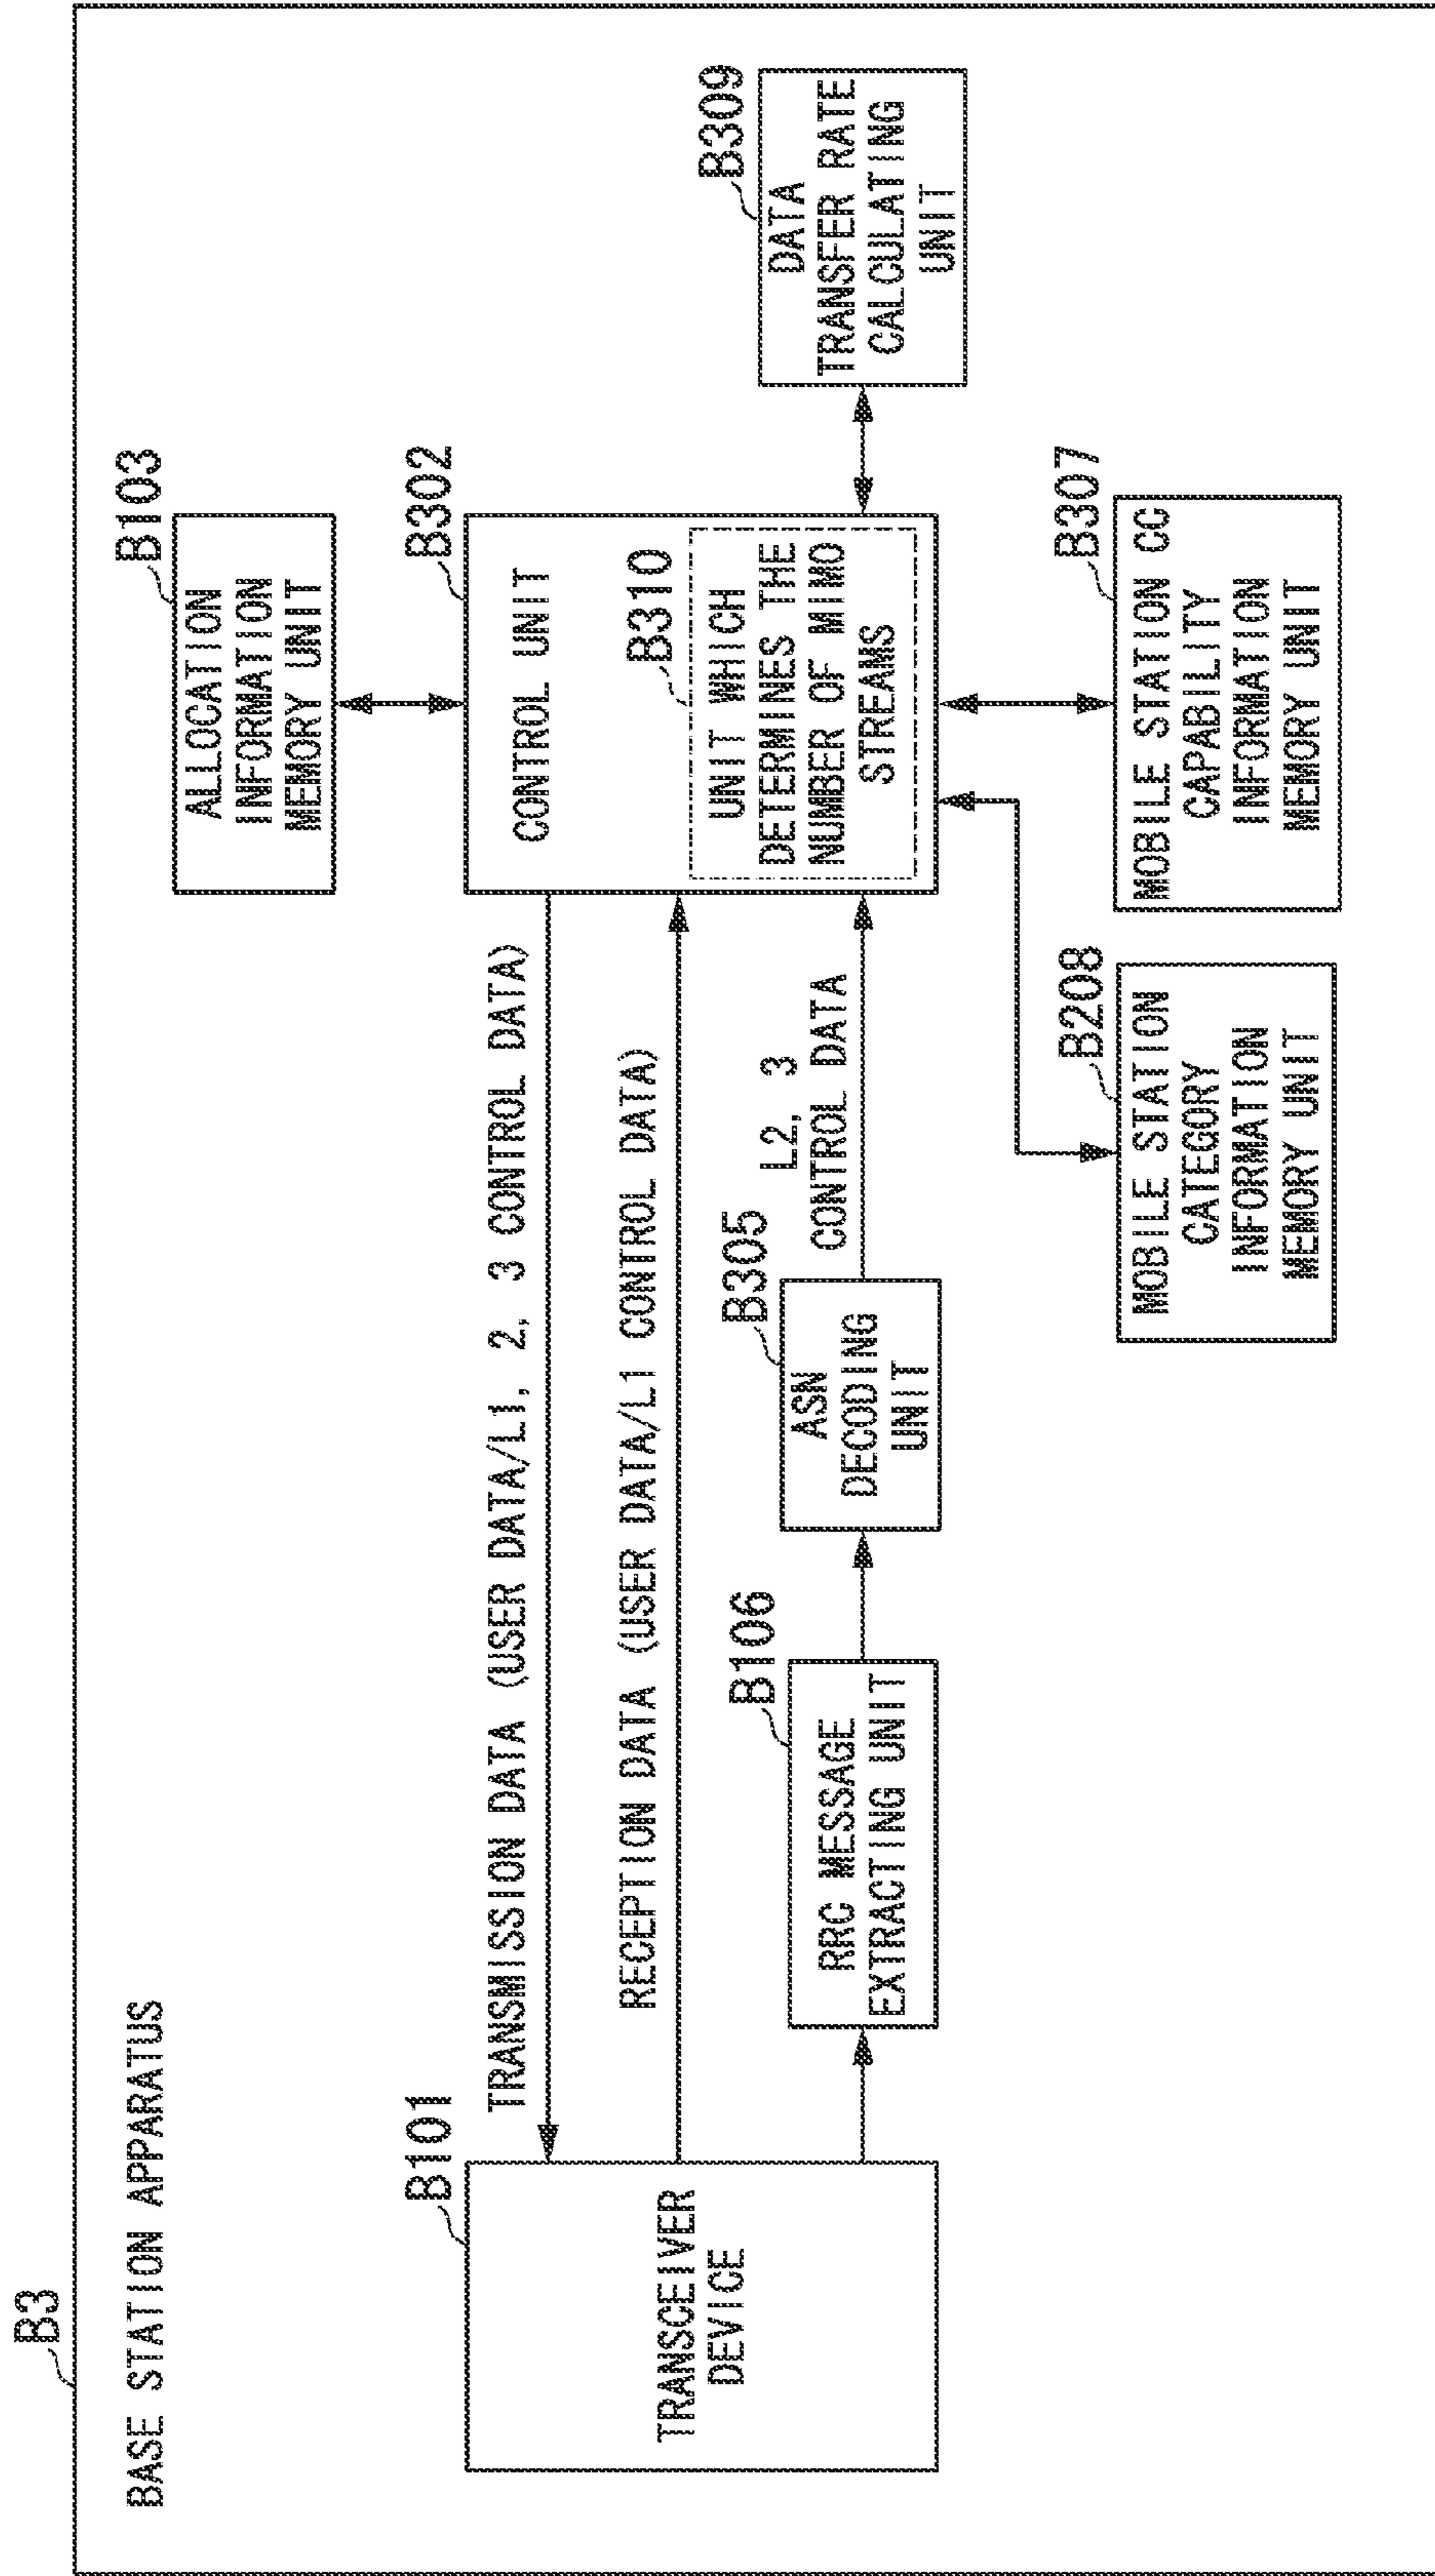 B3
BASE STATION APPARATUS
B101
TRANSCEIVER
DEVICE
TRANSMISSION DATA (USER DATA/L1, 2, 3 CONTROL DATA)
RECEPTION DATA (USER DATA/L1 CONTROL DATA)
B106
RRC MESSAGE
EXTRACTING UNIT
B305
ASN
DECODING
UNIT
L2, 3
CONTROL DATA
B103
ALLOCATION
INFORMATION
MEMORY UNIT
B302
CONTROL UNIT
B310
UNIT WHICH
DETERMINES THE
NUMBER OF MIMO
STREAMS
B309
DATA
TRANSFER RATE
CALCULATING
UNIT
B208
MOBILE STATION
CATEGORY
INFORMATION
MEMORY UNIT
B307
MOBILE STATION CC
CAPABILITY
INFORMATION
MEMORY UNIT